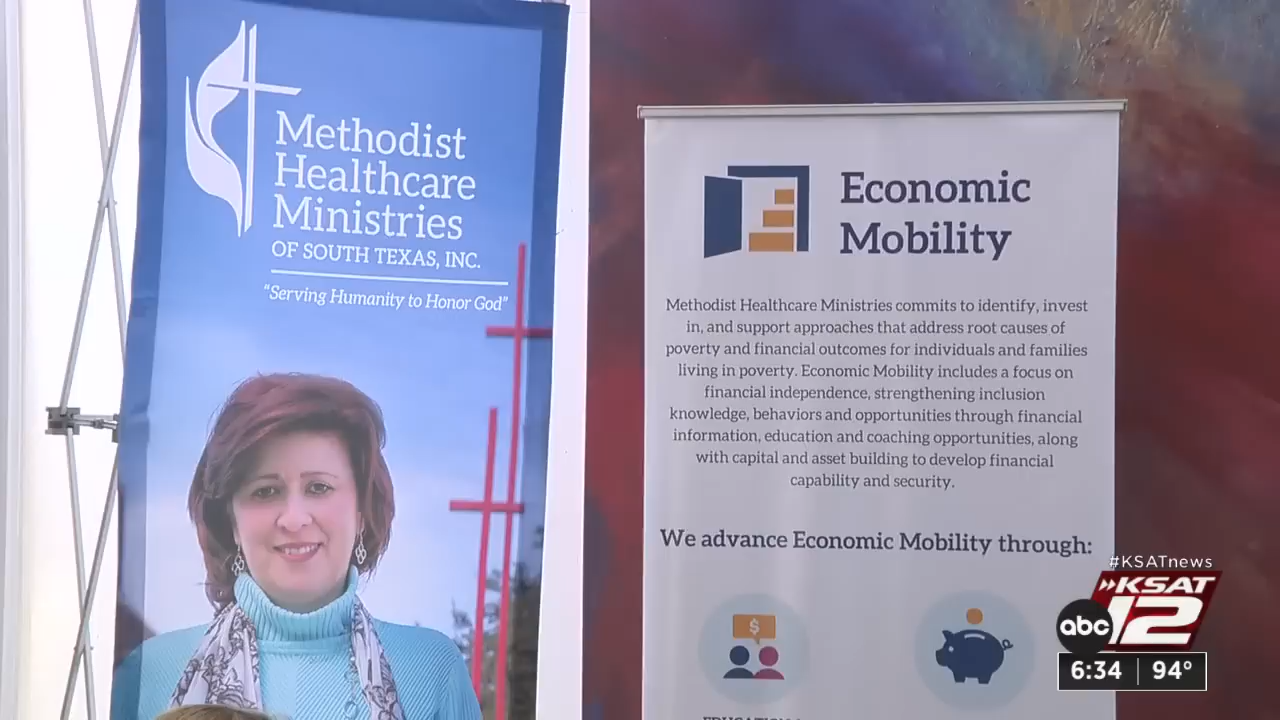 Methodist
Healthcare
Ministries
OF SOUTH TEXAS, INC.
"Serving Humanity to Honor God"
Economic
Mobility
Methodist Healthcare Ministries commits to identify, invest
in, and support approaches that address root causes of
poverty and financial outcomes for individuals and families
living in poverty. Economic Mobility includes a focus on
financial independence, strengthening inclusion
knowledge, behaviors and opportunities through financial
information, education and coaching opportunities, along
with capital and asset building to develop financial
capability and security.
We advance Economic Mobility through:
$
#KSATnews
KSAT
abc 12
6:34 94°